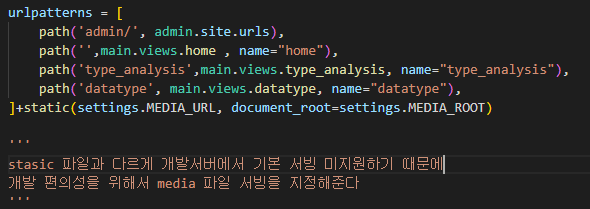 urlpatterns = [
    path('admin/', admin.site.urls),
    path('',main.views.home , name="home"),
    path('type_analysis',main.views.type_analysis, name="type_analysis"),
    path('datatype', main.views.datatype, name="datatype"),
]+static(settings.MEDIA_URL, document_root=settings.MEDIA_ROOT)
'''
stasic 파일과 다르게 개발서버에서 기본 서빙 미지원하기 때문에
개발 편의성을 위해서 media 파일 서빙을 지정해준다
'''